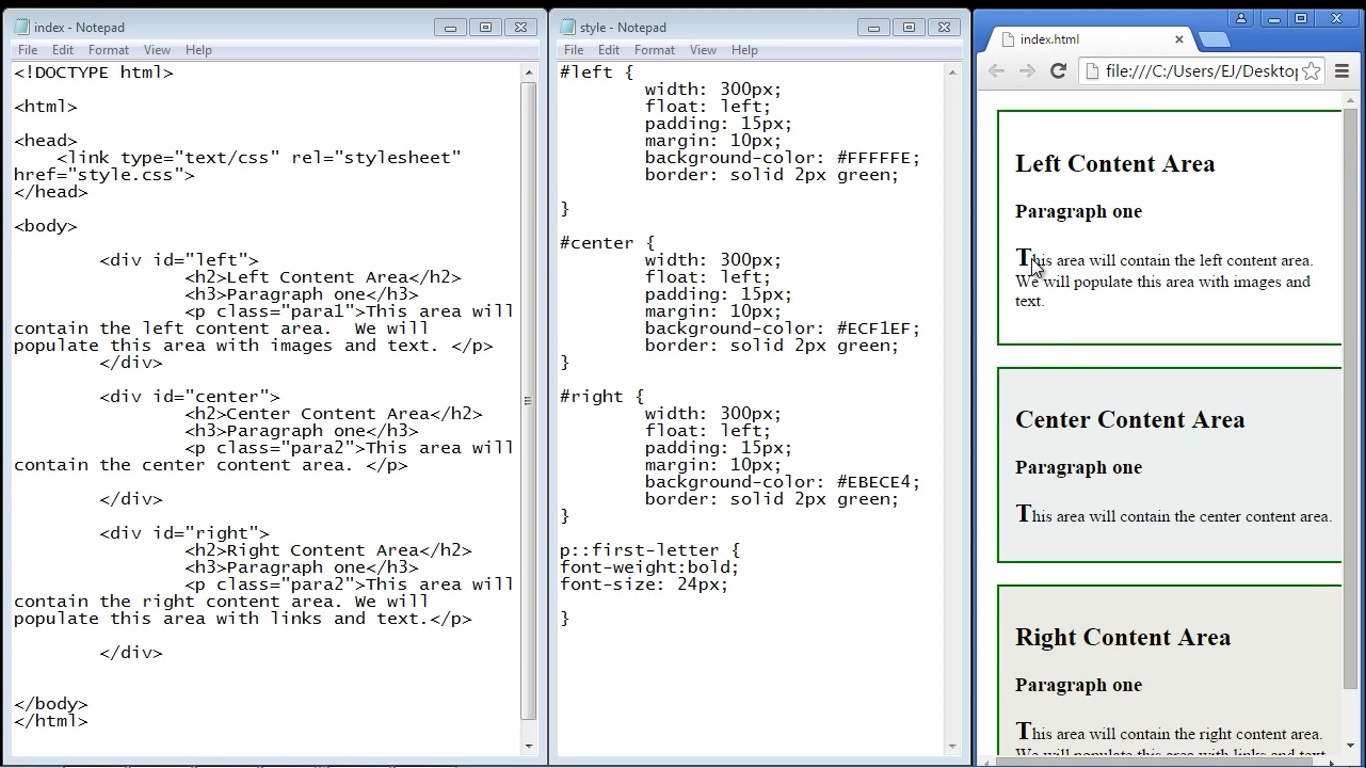 index - Notepad
File Edit Format View Help
<!DOCTYPE html>
<html>
<head>
<link type="text/css" rel="stylesheet"
href="style.css">
</head>
<body>
<div id="left">
<h2>Left Content Area</h2>
<h3>Paragraph one</h3>
<p class="para1">This area will
contain the left content area.  We will
populate this area with images and text. </p>
</div>
<div id="center">
<h2>Center Content Area</h2>
<h3>Paragraph one</h3>
<p class="para2">This area will
contain the center content area. </p>
</div>
<div id="right">
<h2>Right Content Area</h2>
<h3>Paragraph one</h3>
<p class="para2">This area will
contain the right content area. We will
populate this area with links and text.</p>
</div>
</body>
</html>
style - Notepad
File Edit Format View Help
#left {
width: 300px;
float: left;
padding: 15px;
margin: 10px;
background-color: #FFFFFE;
border: solid 2px green;
}
#center {
width: 300px;
float: left;
padding: 15px;
margin: 10px;
background-color: #ECF1EF;
border: solid 2px green;
}
#right {
width: 300px;
float: left;
padding: 15px;
margin: 10px;
background-color: #EBECE4;
border: solid 2px green;
}
p::first-letter {
font-weight:bold;
font-size: 24px;
}
index.html
file:///C:/Users/EJ/Desktop
Left Content Area
Paragraph one
This area will contain the left content area.
We will populate this area with images and
text.
Center Content Area
Paragraph one
This area will contain the center content area.
Right Content Area
Paragraph one
This area will contain the right content area.
We will populate this area with links and text